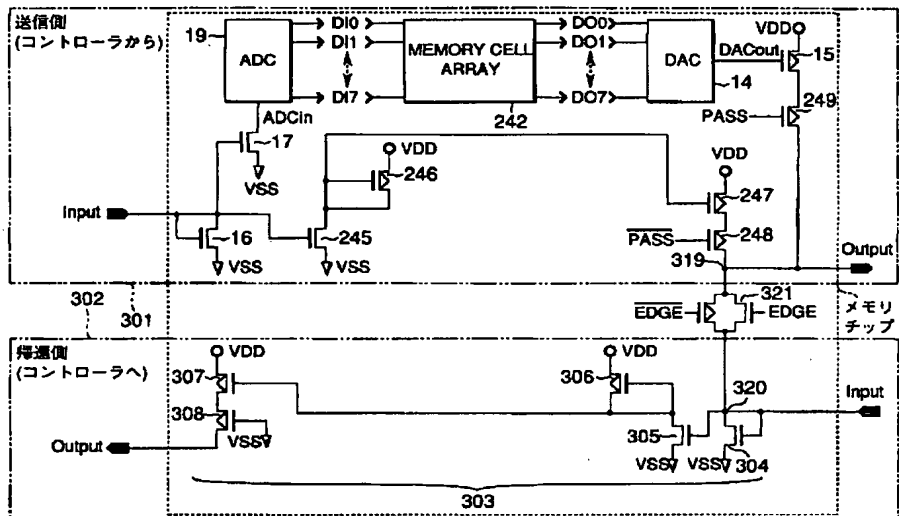 送信側
(コントローラから)
19
ADC
DI0
DI1
DI7
MEMORY CELL
ARRAY
242
DO0
DO1
DO7
DAC
14
DACout
VDD
15
PASS
249
ADCin
17
VSS
VDD
246
VDD
247
Input
16
VSS
245
VSS
PASS
248
319
Output
302
301
EDGE
321
EDGE
メモリ
チップ
帰還側
(コントローラへ)
307
VDD
308
VSS
Output
306
VDD
305
VSS
320
VSS
304
Input
303